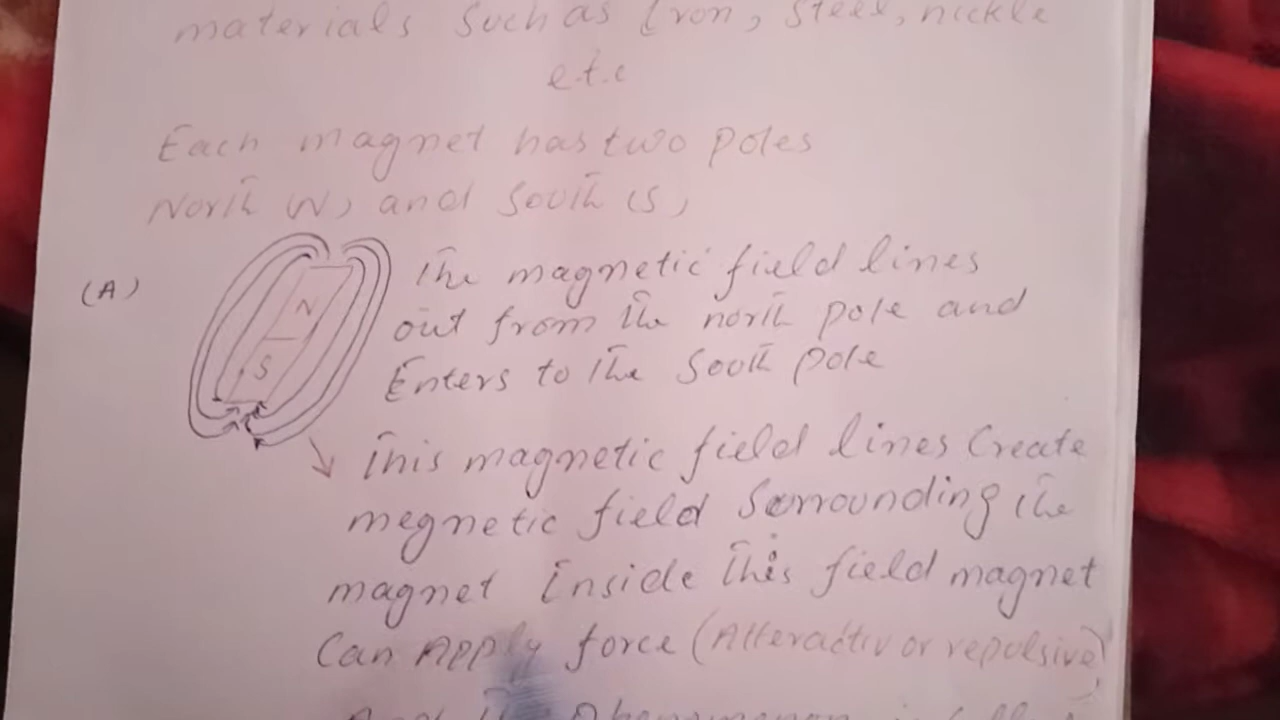 materials such as Iron, Steel, nickle
etc
Each magnet has two poles
North (N) and South (S)
(A)
N
S
The magnetic field lines
out from the north pole and
Enters to the South pole
This magnetic field lines Create
megnetic field Surrounding the
magnet Inside this field magnet
Can Apply force (Atteractiv or repulsive)
Phenomenon